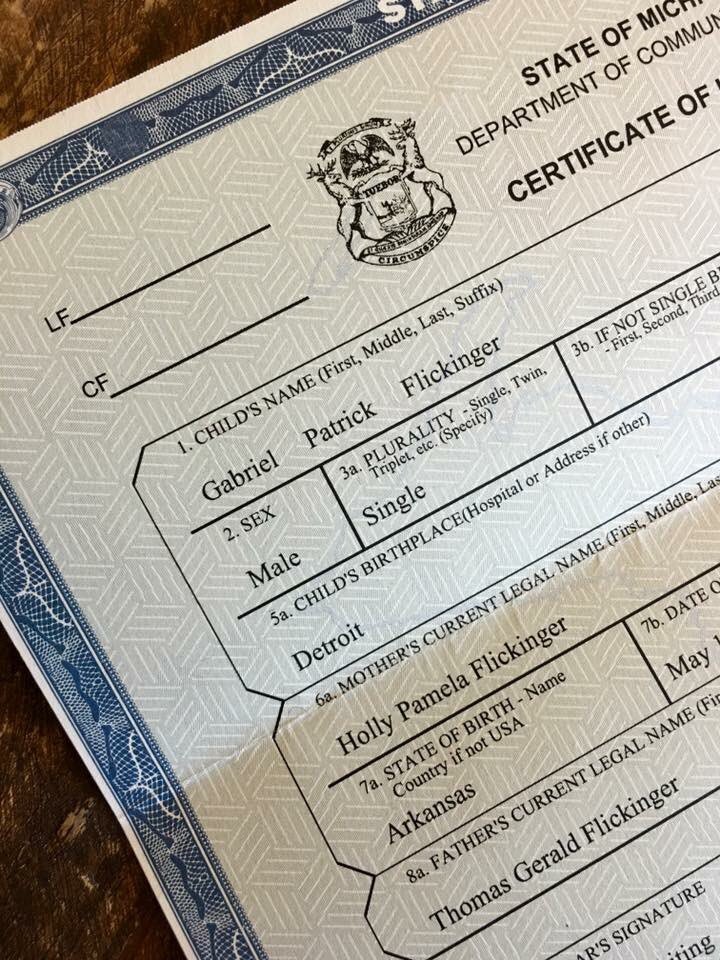 STATE OF
DEPARTMENT OF
CERTIFICATE OF
TUEBOR
CIRCUMSPICE
LF
CF
1. CHILD'S NAME (First, Middle, Last, Suffix)
Gabriel Patrick Flickinger
2. SEX
Male
3a. PLURALITY - Single, Twin,
Triplet, etc. (Specify)
Single
3b. IF NOT SINGLE
- First, Second, Third
5a. CHILD'S BIRTHPLACE(Hospital or Address if other)
Detroit
6a. MOTHER'S CURRENT LEGAL NAME (First, Middle, Las
Holly Pamela Flickinger
7a. STATE OF BIRTH - Name
Country if not USA
Arkansas
7b. DATE O
May
8a. FATHER'S CURRENT LEGAL NAME (Fi
Thomas Gerald Flickinger
AR'S SIGNATURE
iting